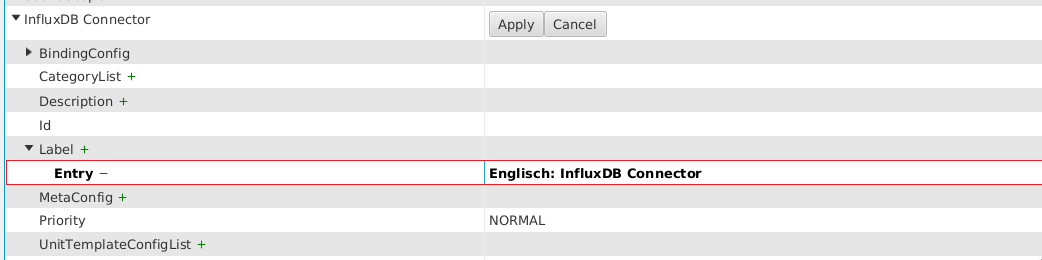 InfluxDB Connector Apply Cancel
BindingConfig
CategoryList +
Description +
Id
Label +
Entry − Englisch: InfluxDB Connector
MetaConfig +
Priority NORMAL
UnitTemplateConfigList +